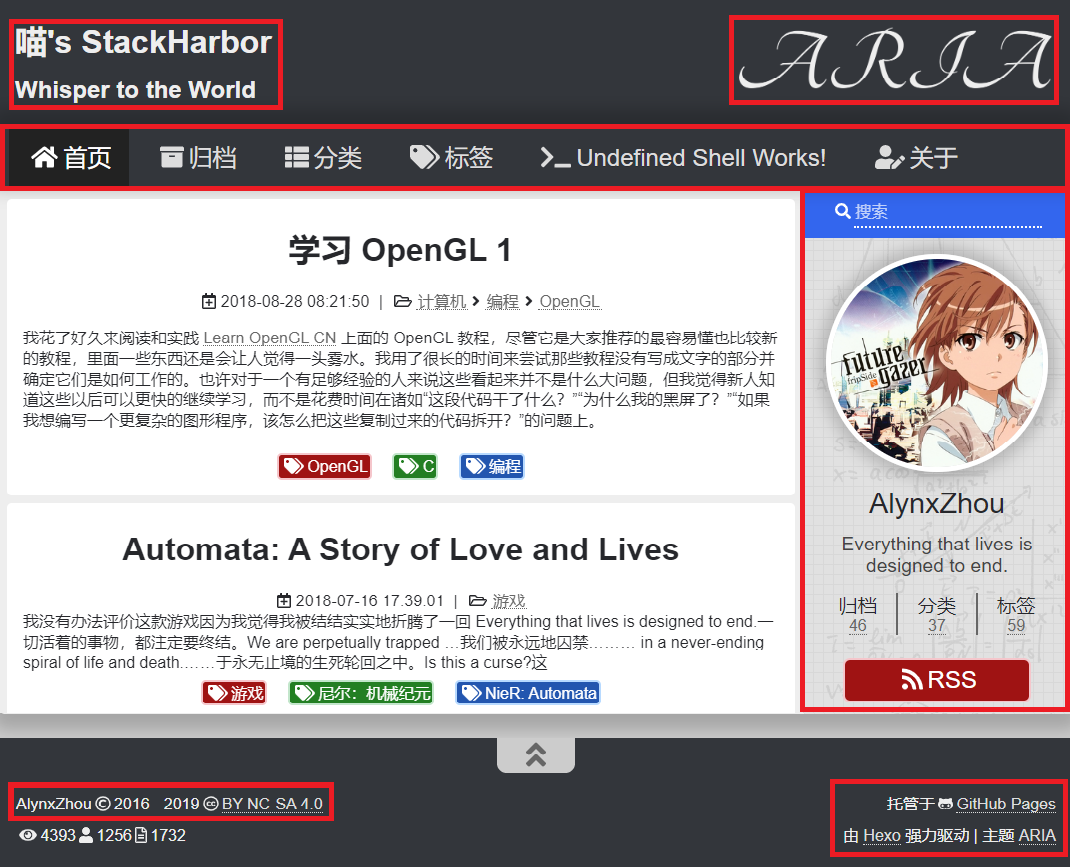 喵's StackHarbor
Whisper to the World
ARIA
首页 归档 分类 标签 Undefined Shell Works! 关于
学习 OpenGL 1
2018-08-28 08:21:50 | 计算机 编程 OpenGL
我花了好久来阅读和实践 Learn OpenGL CN 上面的 OpenGL 教程，尽管它是大家推荐的最容易懂也比较新
的教程，里面一些东西还是会让人觉得一头雾水。我用了很长的时间来尝试那些教程没有写成文字的部分并
确定它们是如何工作的。也许对于一个有足够经验的人来说这些看起来并不是什么大问题，但我觉得新人知
道这些以后可以更快的继续学习，而不是花费时间在诸如“这段代码干了什么？”“为什么我的黑屏了？”“如果
我想编写一个更复杂的图形程序，该怎么把这些复制过来的代码拆开？”的问题上。
OpenGL C 编程
Automata: A Story of Love and Lives
2018-07-16 17.39.01 | 游戏
我没有办法评价这款游戏因为我觉得我被结结实实地折腾了一回 Everything that lives is designed to end.一
切活着的事物，都注定要终结。We are perpetually trapped …我们被永远地囚禁……… in a never-ending
spiral of life and death.……于永无止境的生死轮回之中。Is this a curse?这
游戏 尼尔：机械纪元 NieR: Automata
搜索
future
gazer
fripSide
AlynxZhou
Everything that lives is
designed to end.
归档 分类 标签
46 37 59
RSS
AlynxZhou © 2016 2019 BY NC SA 4.0
4393 1256 1732
托管于 GitHub Pages
由 Hexo 强力驱动 | 主题 ARIA